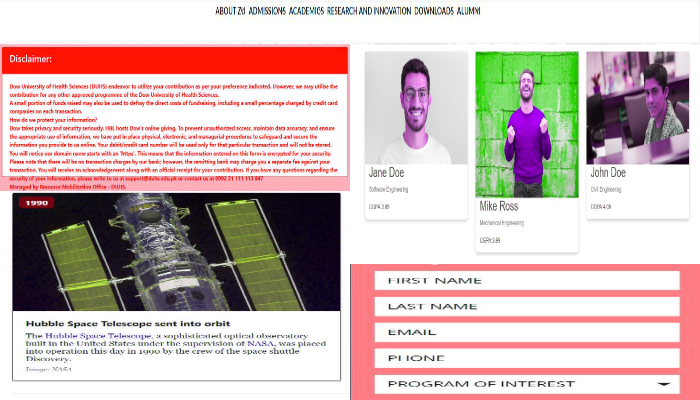 ABOUT ZU ADMISSIONS ACADEMICS RESEARCH AND INNOVATION DOWNLOADS ALUMNI
Disclaimer:
Dow University of Health Sciences (DUHS) endeavor to utilize your contribution as per your preference indicated. However, we may utilise the
contribution for any other approved programme of the Dow University of Health Sciences.
A small portion of funds raised may also be used to defray the direct costs of fundraising, including a small percentage charged by credit card
companies on each transaction.
How do we protect your information?
Dow takes privacy and security seriously. HBL hosts Dow's online giving. To prevent unauthorized access, maintain data accuracy, and ensure
the appropriate use of information, we have put in place physical, electronic, and managerial procedures to safeguard and secure the
information you provide to us online. Your debit/credit card number will be used only for that particular transaction and will not be stored.
You will notice our domain name starts with an 'https'. This means that the information entered on this form is encrypted for your security.
Please note that there will be no transaction charges by our bank; however, the remitting bank may charge you a separate fee against your
transaction. You will receive an acknowledgement along with an official receipt for your contribution. If you have any questions regarding the
security of your information, please write to us at support@duhs.edu.pk or contact us at 0092 21 111 113 847
Managed by Resource Mobilization Office - DUHS.
1990
Hubble Space Telescope sent into orbit
The Hubble Space Telescope, a sophisticated optical observatory
built in the United States under the supervision of NASA, was placed
into operation this day in 1990 by the crew of the space shuttle
Discovery.
Image: NASA
Jane Doe
Software Engineering
CGPA:3.95
Mike Ross
Mechanical Engineering
CGPA:3.99
John Doe
Civil Engineering
CGPA:4.00
FIRST NAME
LAST NAME
EMAIL
PHONE
PROGRAM OF INTEREST